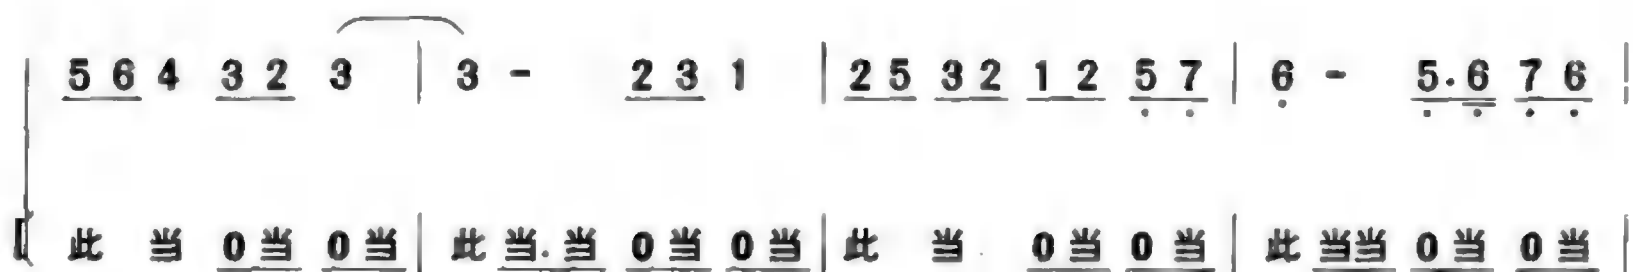 5 6 4 3 2 3 | 3 - 2 3 1 | 2 5 3 2 1 2 5 7 | 6 - 5. 6 7 6 |
此 当 0 当 0 当 | 此 当. 当 0 当 0 当 | 此 当 0 当 0 当 | 此 当当 0 当 0 当 |